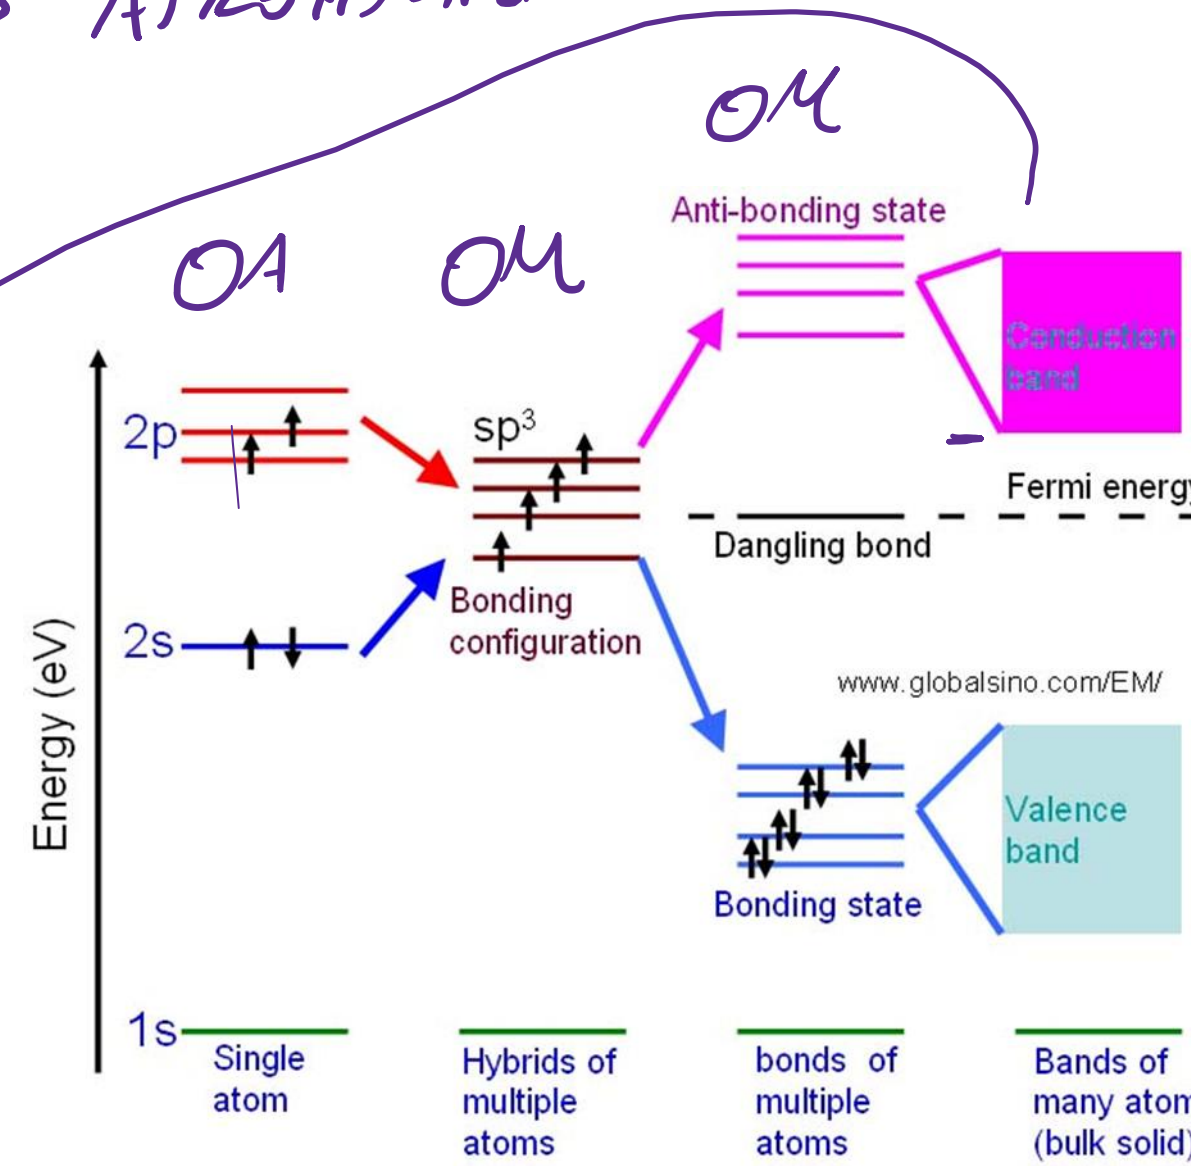 OM
Anti-bonding state
OA
OM
Conduction
band
2p
sp³
Fermi energy
Dangling bond
Bonding
configuration
2s
Energy (eV)
www.globalsino.com/EM/
Valence
band
Bonding state
1s
Single
atom
Hybrids of
multiple
atoms
bonds of
multiple
atoms
Bands of
many atom
(bulk solid)